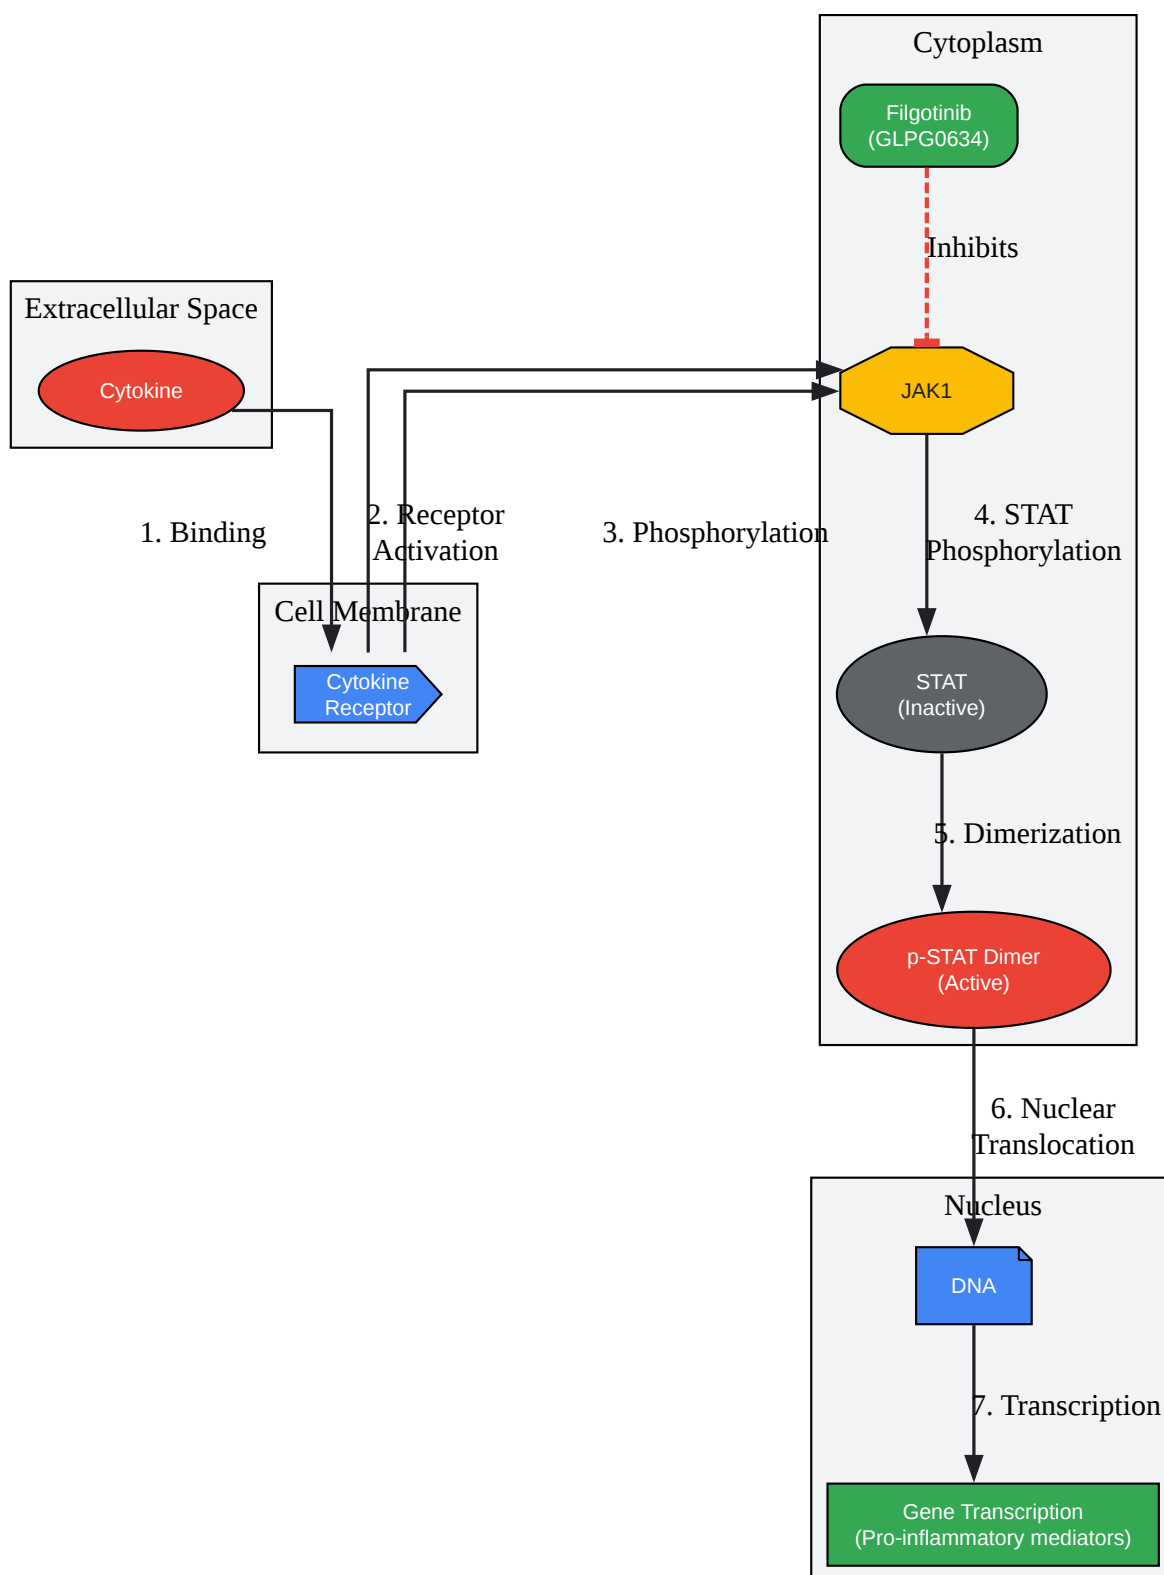 Cytoplasm
Filgotinib
(GLPG0634)
Inhibits
Extracellular Space
Cytokine
JAK1
1. Binding
2. Receptor
Activation
3. Phosphorylation
4. STAT
Phosphorylation
Cell Membrane
Cytokine
Receptor
STAT
(Inactive)
5. Dimerization
p-STAT Dimer
(Active)
6. Nuclear
Translocation
Nucleus
DNA
7. Transcription
Gene Transcription
(Pro-inflammatory mediators)